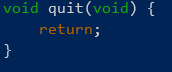 void quit(void) {
    return;
}